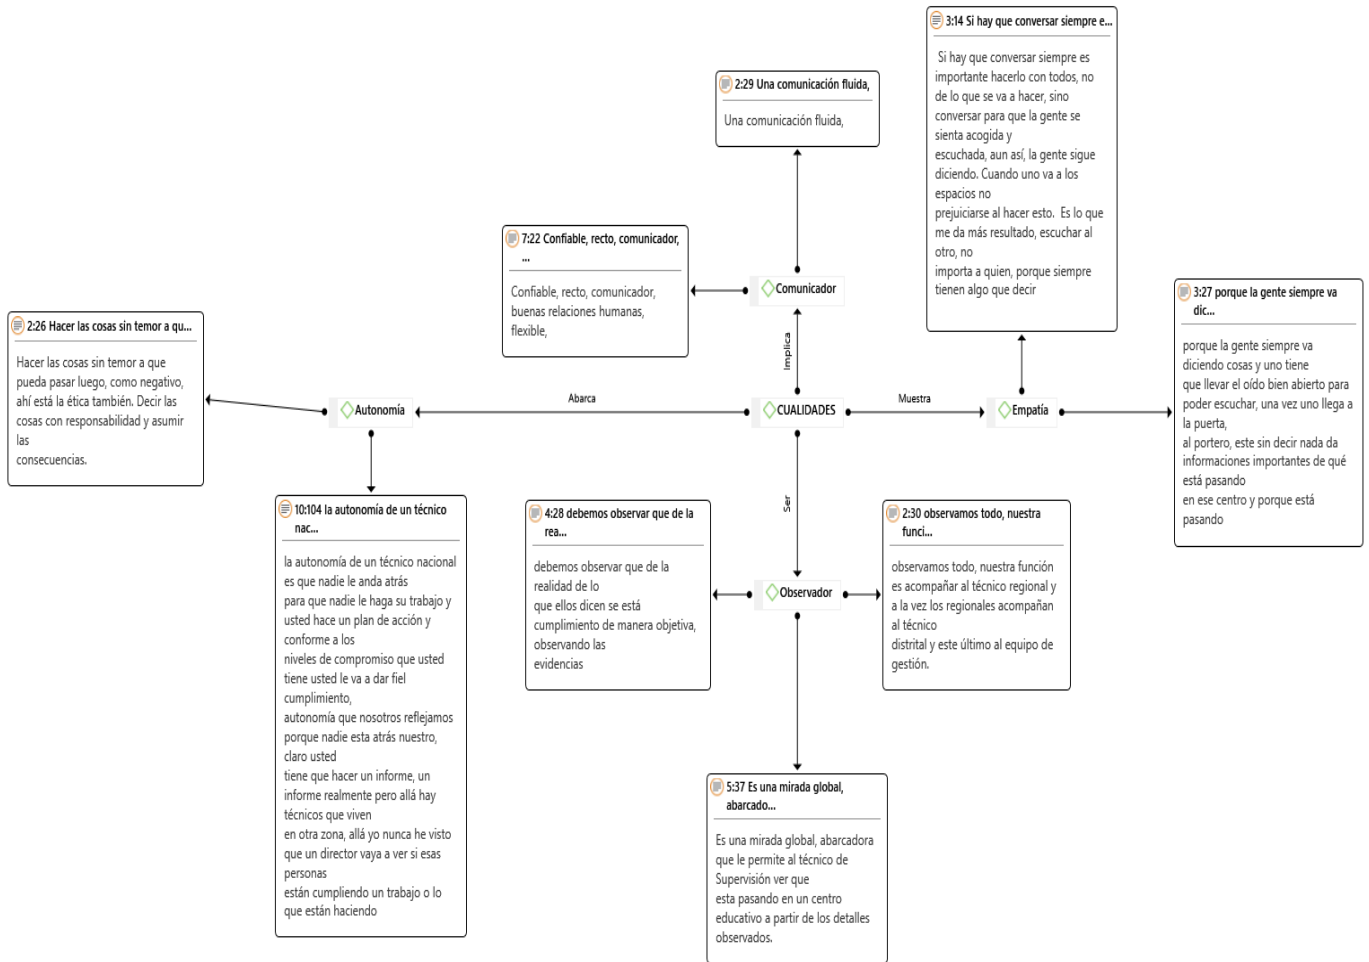 3:14 Si hay que conversar siempre e...
Si hay que conversar siempre es
importante hacerlo con todos, no
de lo que se va a hacer, sino
conversar para que la gente se
sienta acogida y
escuchada, aun así, la gente sigue
diciendo. Cuando uno va a los
espacios no
prejuiciarse al hacer esto. Es lo que
me da más resultado, escuchar al
otro, no
importa a quien, porque siempre
tienen algo que decir
2:29 Una comunicación fluida,
Una comunicación fluida,
7:22 Confiable, recto, comunicador,
...
Confiable, recto, comunicador,
buenas relaciones humanas,
flexible,
Comunicador
3:27 porque la gente siempre va
dic...
porque la gente siempre va
diciendo cosas y uno tiene
que llevar el oído bien abierto para
poder escuchar, una vez uno llega a
la puerta,
al portero, este sin decir nada da
informaciones importantes de qué
está pasando
en ese centro y porque está
pasando
2:26 Hacer las cosas sin temor a qu...
Hacer las cosas sin temor a que
pueda pasar luego, como negativo,
ahí está la ética también. Decir las
cosas con responsabilidad y asumir
las
consecuencias.
Implica
Autonomía
Abarca
CUALIDADES
Muestra
Empatía
Ser
10:104 la autonomía de un técnico
nac...
la autonomía de un técnico nacional
es que nadie le anda atrás
para que nadie le haga su trabajo y
usted hace un plan de acción y
conforme a los
niveles de compromiso que usted
tiene usted le va a dar fiel
cumplimiento,
autonomía que nosotros reflejamos
porque nadie esta atrás nuestro,
claro usted
tiene que hacer un informe, un
informe realmente pero allá hay
técnicos que viven
en otra zona, allá yo nunca he visto
que un director vaya a ver si esas
personas
están cumpliendo un trabajo o lo
que están haciendo
4:28 debemos observar que de la
rea...
debemos observar que de la
realidad de lo
que ellos dicen se está
cumplimiento de manera objetiva,
observando las
evidencias
2:30 observamos todo, nuestra
funci...
observamos todo, nuestra función
es acompañar al técnico regional y
a la vez los regionales acompañan
al técnico
distrital y este último al equipo de
gestión.
Observador
5:37 Es una mirada global,
abarcado...
Es una mirada global, abarcadora
que le permite al técnico de
Supervisión ver que
esta pasando en un centro
educativo a partir de los detalles
observados.